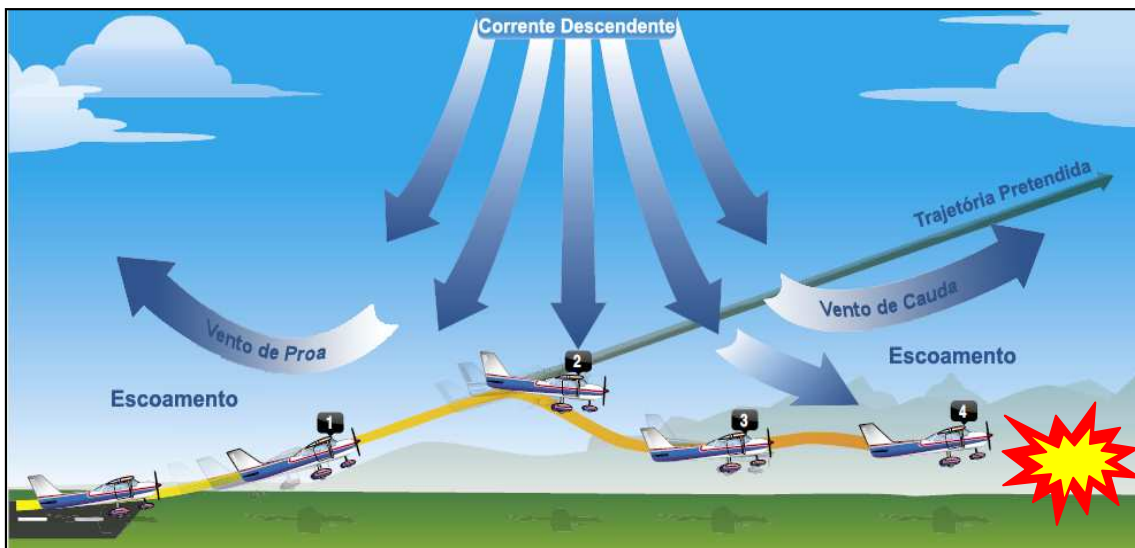 Corrente Descendente
Trajetória Pretendida
Vento de Proa
Vento de Cauda
Escoamento
Escoamento
1
2
3
4